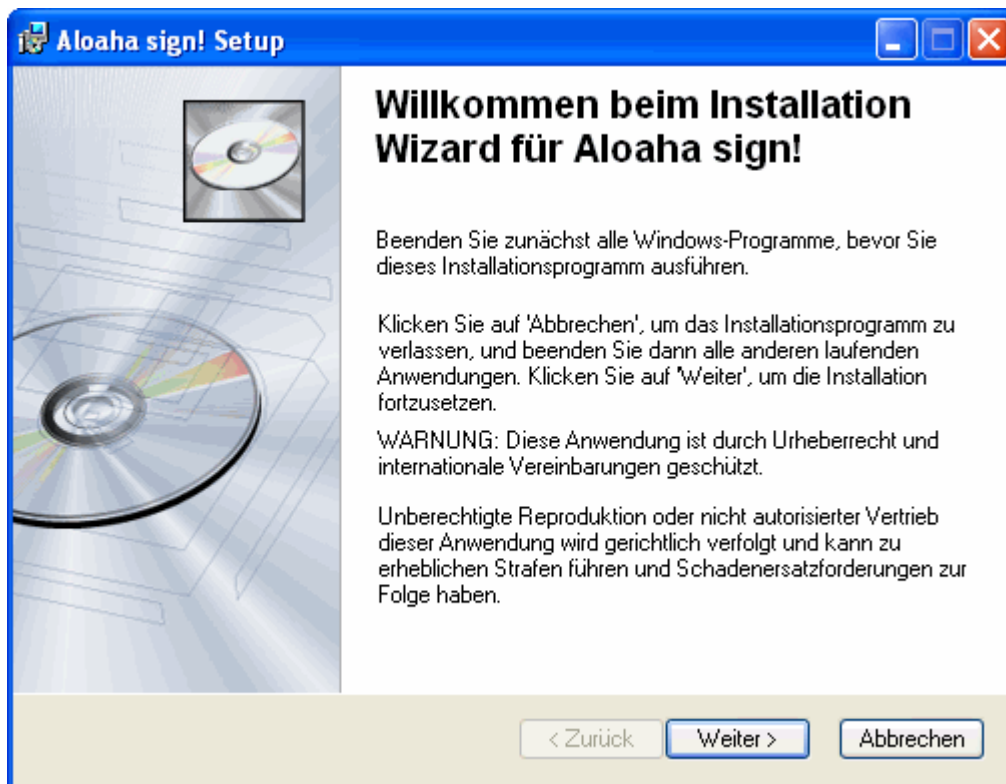 Aloaha sign! Setup
Willkommen beim Installation
Wizard für Aloaha sign!
Beenden Sie zunächst alle Windows-Programme, bevor Sie
dieses Installationsprogramm ausführen.
Klicken Sie auf 'Abbrechen', um das Installationsprogramm zu
verlassen, und beenden Sie dann alle anderen laufenden
Anwendungen. Klicken Sie auf 'Weiter', um die Installation
fortzusetzen.
WARNUNG: Diese Anwendung ist durch Urheberrecht und
internationale Vereinbarungen geschützt.
Unberechtigte Reproduktion oder nicht autorisierter Vertrieb
dieser Anwendung wird gerichtlich verfolgt und kann zu
erheblichen Strafen führen und Schadenersatzforderungen zur
Folge haben.
< Zurück
Weiter >
Abbrechen